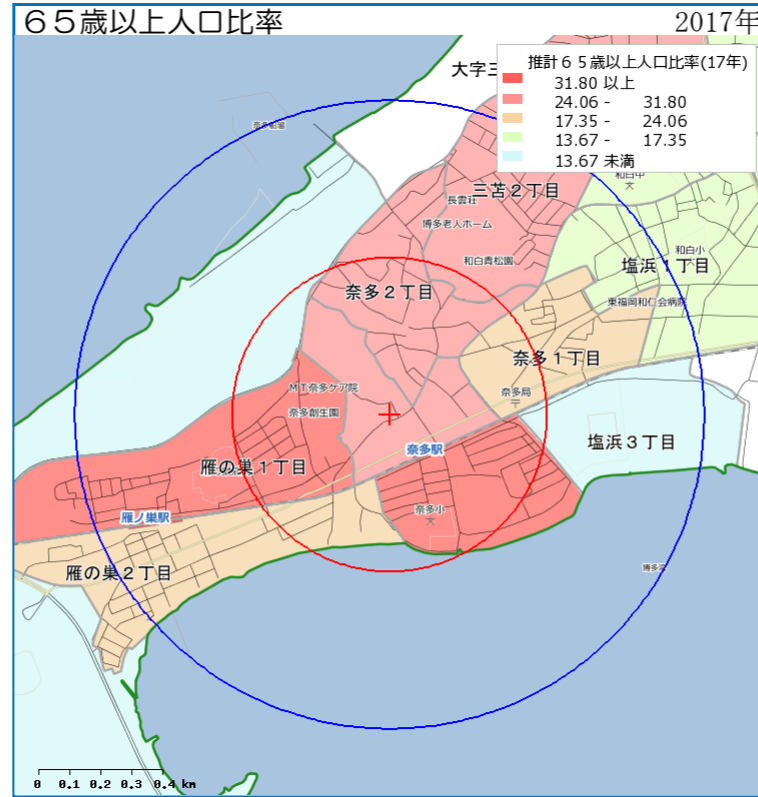 ６５歳以上人口比率
2017年
推計６５歳以上人口比率(17年)
31.80 以上
24.06 - 31.80
17.35 - 24.06
13.67 - 17.35
13.67 未満
大字三
奈多船溜
和白中
三苫２丁目
長雲荘
博多老人ホーム
和白小
和白青松園
塩浜１丁目
奈多２丁目
東福岡和仁会病院
奈多１丁目
ＭＴ奈多ケア院
奈多局
奈多創生園
塩浜３丁目
奈多駅
雁の巣１丁目
奈多小
雁ノ巣駅
雁の巣２丁目
0 0.1 0.2 0.3 0.4 km